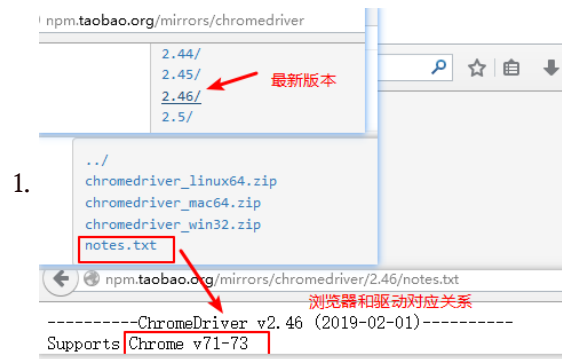 npm.taobao.org/mirrors/chromedriver
2.44/
2.45/
2.46/
2.5/
最新版本
1.
../
chromedriver_linux64.zip
chromedriver_mac64.zip
chromedriver_win32.zip
notes.txt
npm.taobao.org/mirrors/chromedriver/2.46/notes.txt
浏览器和驱动对应关系
----------ChromeDriver v2.46 (2019-02-01)----------
Supports Chrome v71-73